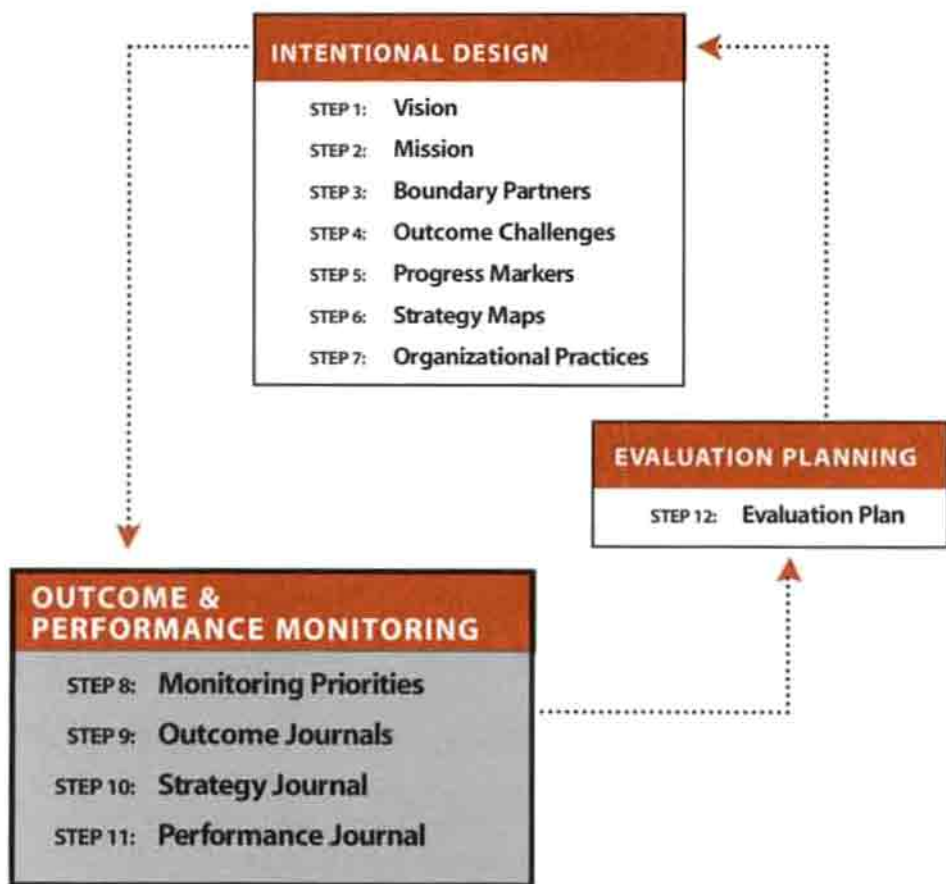 INTENTIONAL DESIGN
STEP 1: Vision
STEP 2: Mission
STEP 3: Boundary Partners
STEP 4: Outcome Challenges
STEP 5: Progress Markers
STEP 6: Strategy Maps
STEP 7: Organizational Practices
EVALUATION PLANNING
STEP 12: Evaluation Plan
OUTCOME &
PERFORMANCE MONITORING
STEP 8: Monitoring Priorities
STEP 9: Outcome Journals
STEP 10: Strategy Journal
STEP 11: Performance Journal